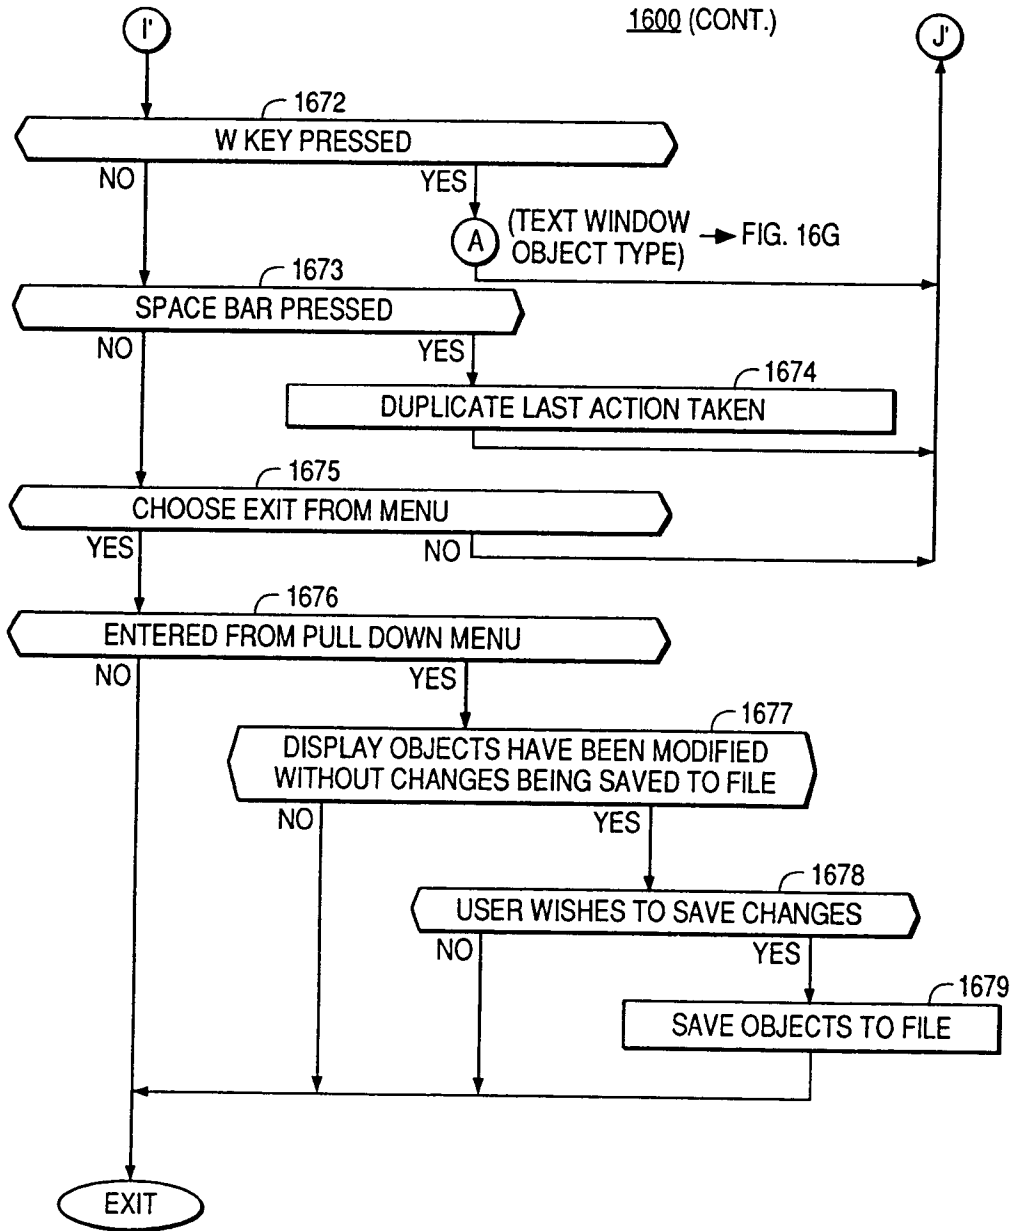 I'
1600 (CONT.)
J'
1672
W KEY PRESSED
NO
YES
A
(TEXT WINDOW
OBJECT TYPE)
FIG. 16G
1673
SPACE BAR PRESSED
NO
YES
1674
DUPLICATE LAST ACTION TAKEN
1675
CHOOSE EXIT FROM MENU
YES
NO
1676
ENTERED FROM PULL DOWN MENU
NO
YES
1677
DISPLAY OBJECTS HAVE BEEN MODIFIED
WITHOUT CHANGES BEING SAVED TO FILE
NO
YES
1678
USER WISHES TO SAVE CHANGES
NO
YES
1679
SAVE OBJECTS TO FILE
EXIT